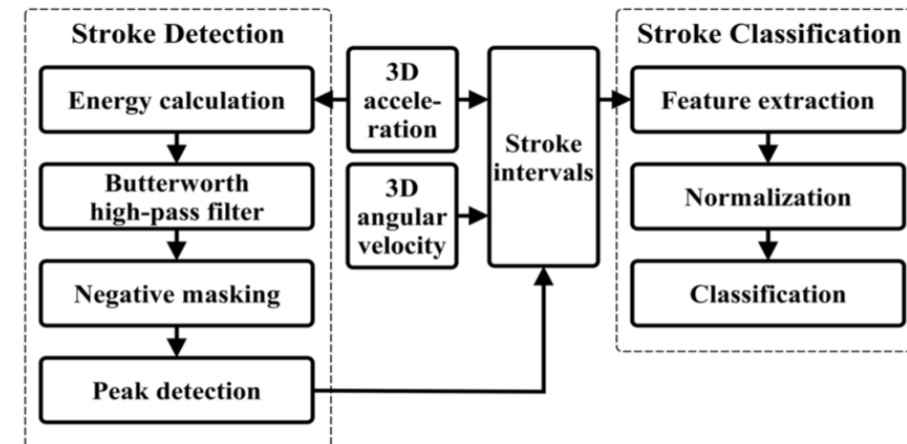 Stroke Detection
Energy calculation
Butterworth
high-pass filter
Negative masking
Peak detection
3D
accele-
ration
3D
angular
velocity
Stroke
intervals
Stroke Classification
Feature extraction
Normalization
Classification